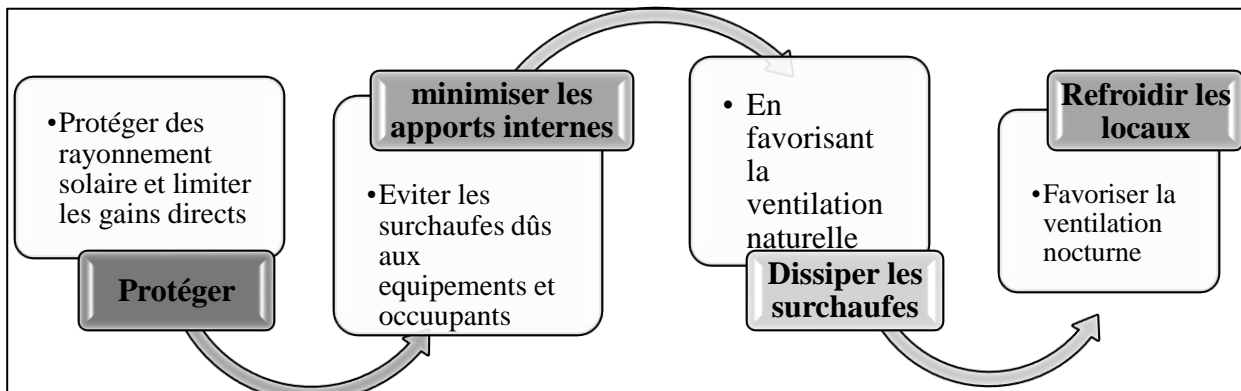 •Protéger des
rayonnement
solaire et limiter
les gains directs
Protéger
minimiser les
apports internes
•Eviter les
surchaufes dûs
aux
equipements et
occuupants
• En
favorisant
la
ventilation
naturelle
Dissiper les
surchaufes
Refroidir les
locaux
•Favoriser la
ventilation
nocturne